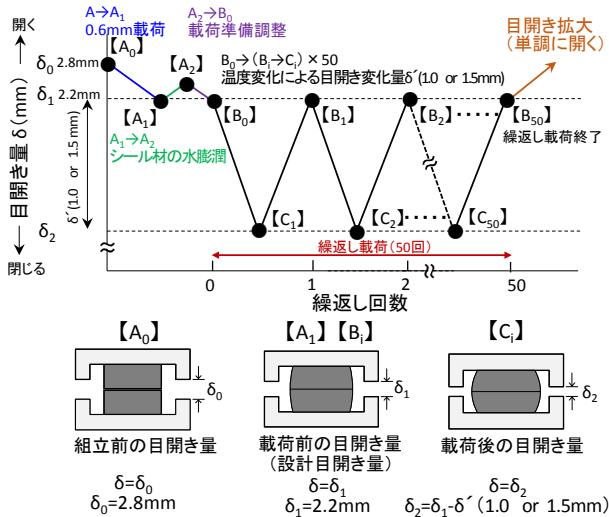 開く
目開き量 δ(mm)
閉じる
A→A₁
0.6mm載荷
A₂→B₀
載荷準備調整
【A₀】
【A₂】
B₀→(Bᵢ→Cᵢ)×50
温度変化による目開き変化量δ´(1.0 or 1.5mm)
目開き拡大
(単調に開く)
δ₀ 2.8mm
δ₁ 2.2mm
【A₁】
【B₀】
【B₁】
【B₂】
【B₅₀】
繰返し載荷終了
A₁→A₂
シール材の水膨潤
δ´(1.0 or 1.5mm)
【C₁】
【C₂】
【C₅₀】
δ₂
繰返し載荷(50回)
0
1
2
50
繰返し回数
【A₀】
【A₁】【Bᵢ】
【Cᵢ】
δ₀
δ₁
δ₂
組立前の目開き量
載荷前の目開き量
(設計目開き量)
載荷後の目開き量
δ=δ₀
δ₀=2.8mm
δ=δ₁
δ₁=2.2mm
δ=δ₂
δ₂=δ₁-δ´(1.0 or 1.5mm)